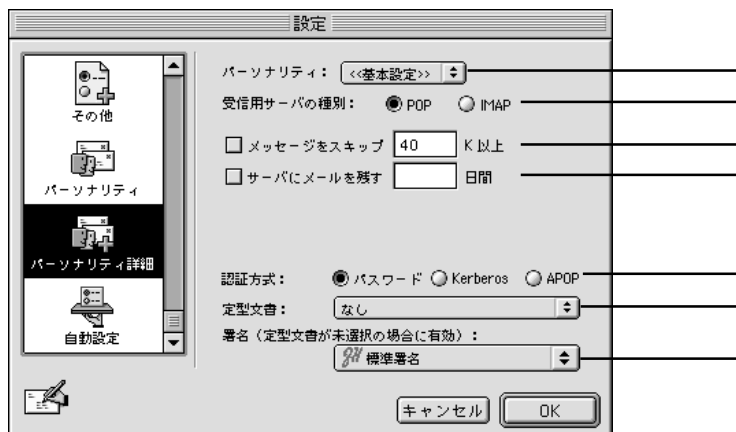 設定
その他
パーソナリティ
パーソナリティ詳細
自動設定
パーソナリティ: <<基本設定>>
受信用サーバの種別: POP IMAP
メッセージをスキップ 40 K 以上
サーバにメールを残す 日間
認証方式: パスワード Kerberos APOP
定型文書: なし
署名（定型文書が未選択の場合に有効）:
標準署名
キャンセル OK